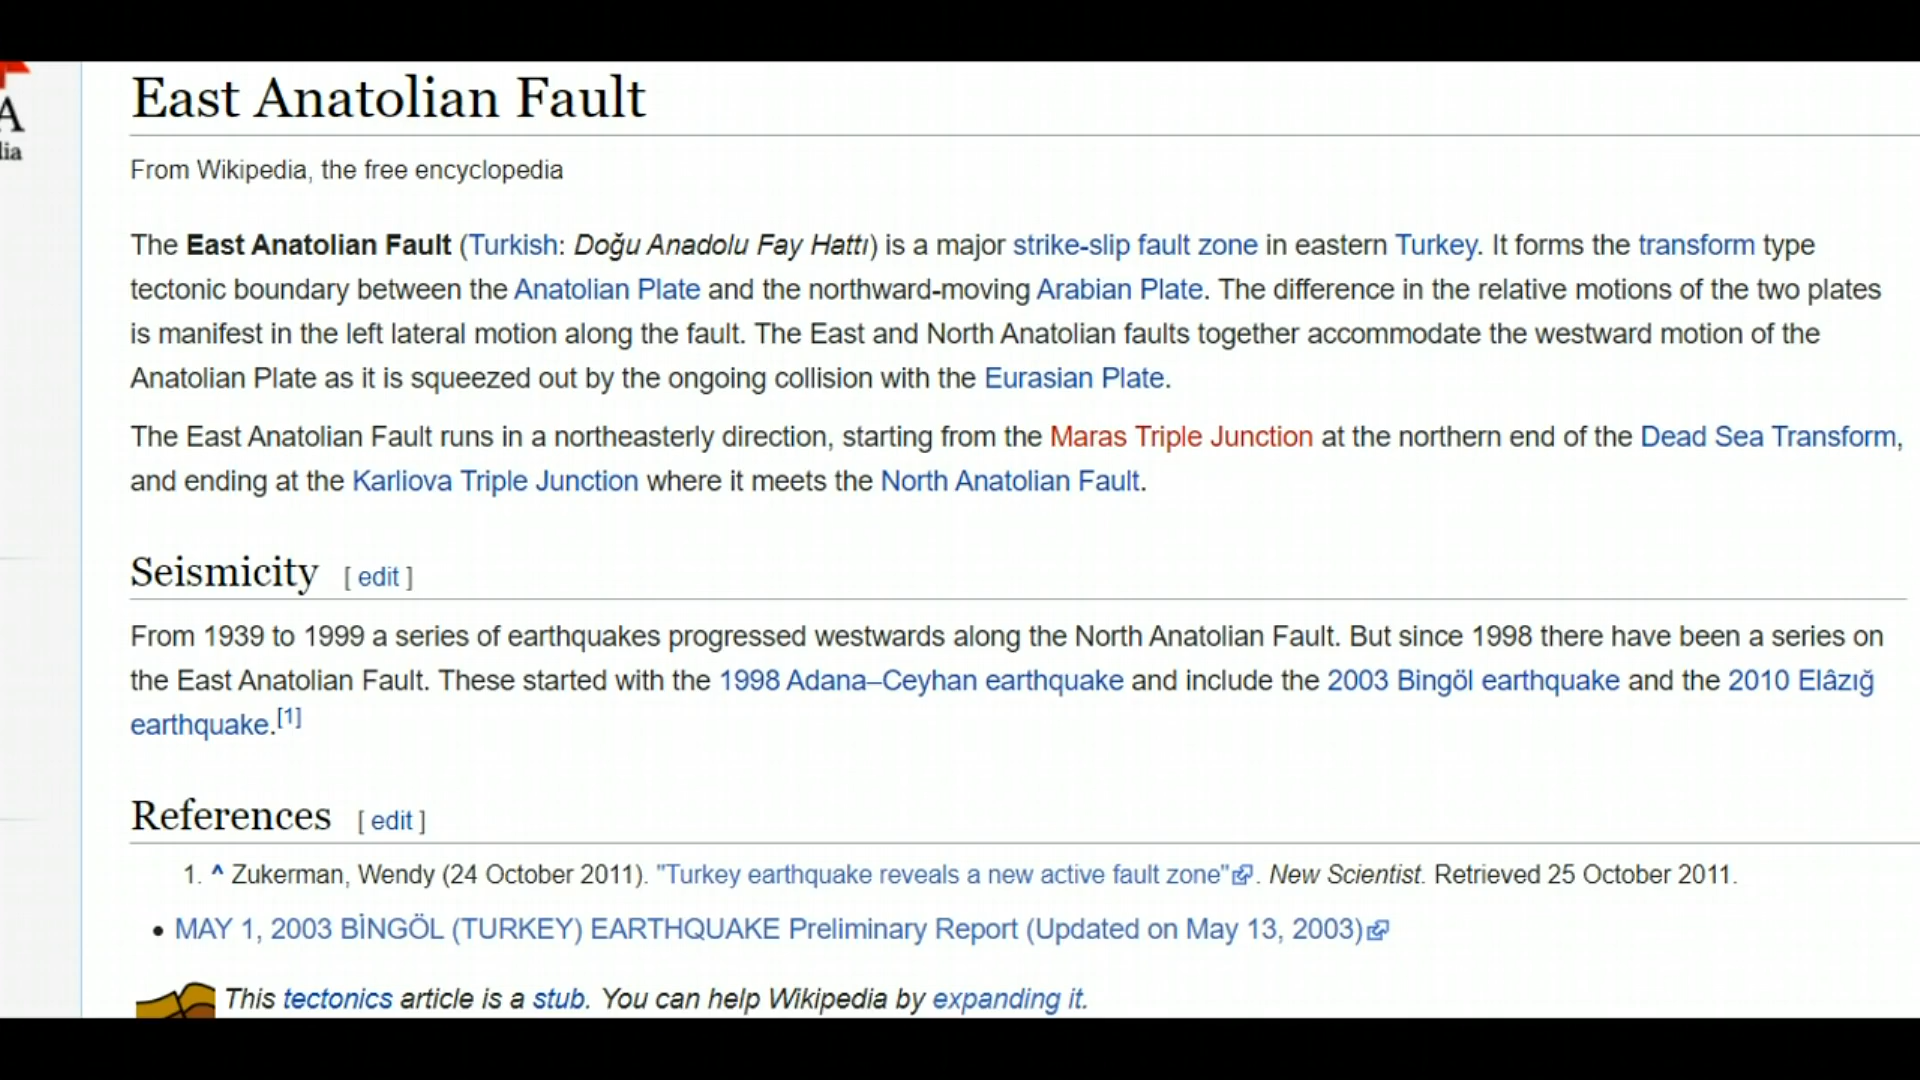 A
lia
East Anatolian Fault
From Wikipedia, the free encyclopedia
The East Anatolian Fault (Turkish: Doğu Anadolu Fay Hattı) is a major strike-slip fault zone in eastern Turkey. It forms the transform type
tectonic boundary between the Anatolian Plate and the northward-moving Arabian Plate. The difference in the relative motions of the two plates
is manifest in the left lateral motion along the fault. The East and North Anatolian faults together accommodate the westward motion of the
Anatolian Plate as it is squeezed out by the ongoing collision with the Eurasian Plate.
The East Anatolian Fault runs in a northeasterly direction, starting from the Maras Triple Junction at the northern end of the Dead Sea Transform,
and ending at the Karliova Triple Junction where it meets the North Anatolian Fault.
Seismicity [ edit ]
From 1939 to 1999 a series of earthquakes progressed westwards along the North Anatolian Fault. But since 1998 there have been a series on
the East Anatolian Fault. These started with the 1998 Adana–Ceyhan earthquake and include the 2003 Bingöl earthquake and the 2010 Elâzığ
earthquake.[1]
References [ edit ]
1. ^ Zukerman, Wendy (24 October 2011). "Turkey earthquake reveals a new active fault zone". New Scientist. Retrieved 25 October 2011.
• MAY 1, 2003 BİNGÖL (TURKEY) EARTHQUAKE Preliminary Report (Updated on May 13, 2003)
This tectonics article is a stub. You can help Wikipedia by expanding it.